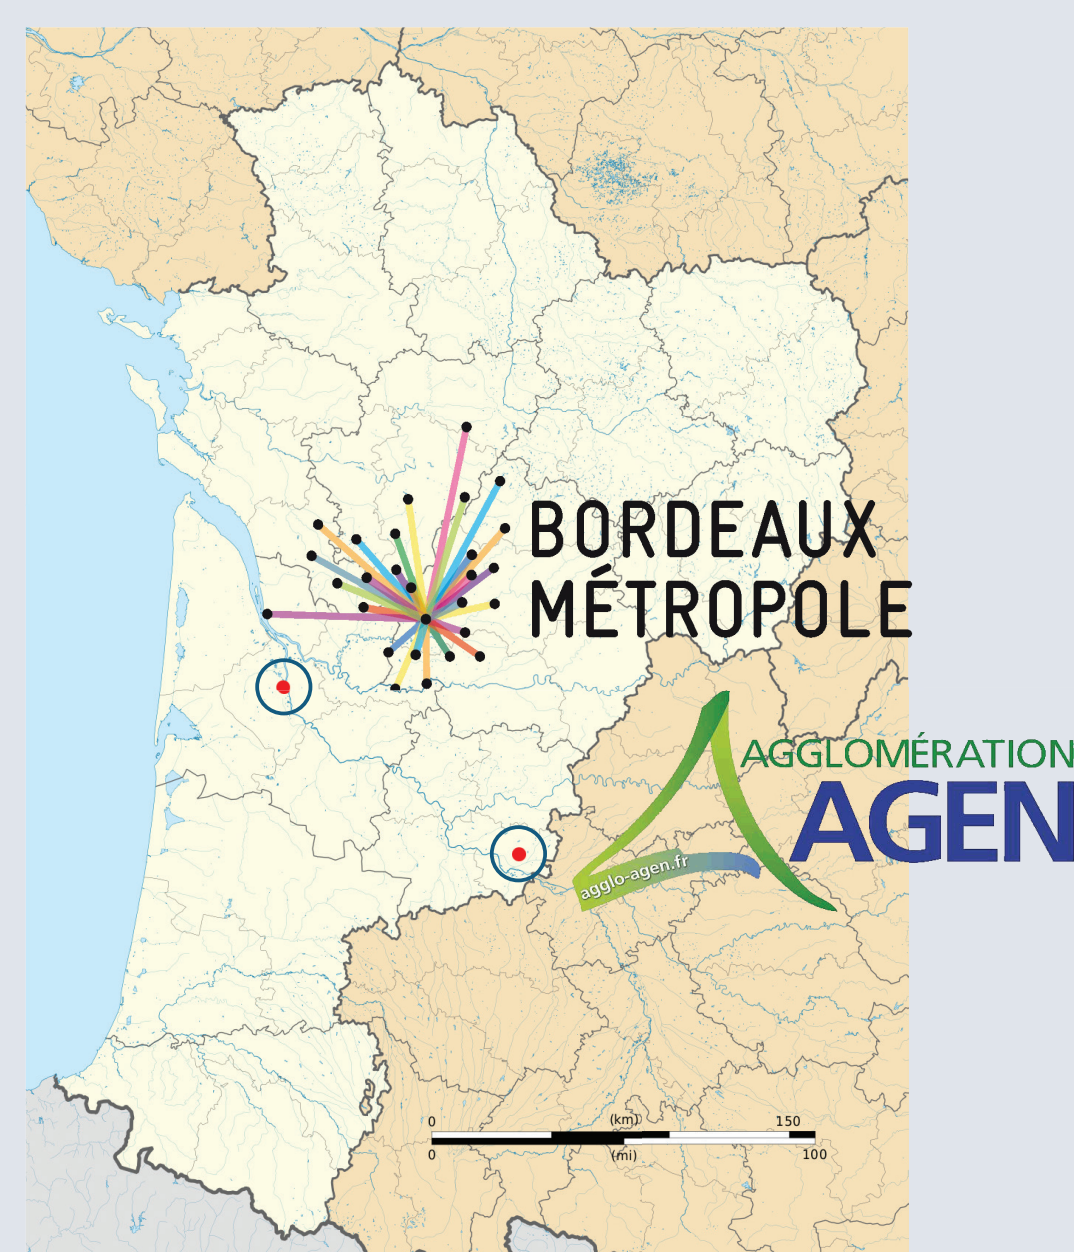 BORDEAUX
MÉTROPOLE
AGGLOMÉRATION
AGEN
agglo-agen.fr
0 (km) 150
0 (mi) 100